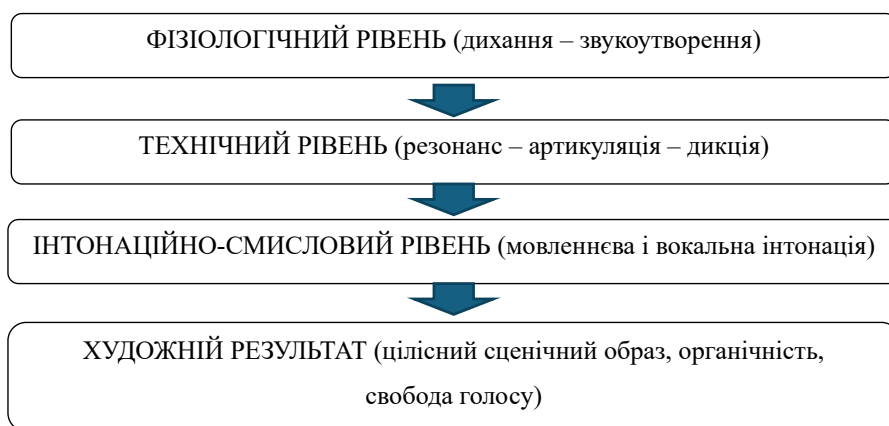 ФІЗІОЛОГІЧНИЙ РІВЕНЬ (дихання – звукоутворення)
ТЕХНІЧНИЙ РІВЕНЬ (резонанс – артикуляція – дикція)
ІНТОНАЦІЙНО-СМИСЛОВИЙ РІВЕНЬ (мовленнєва і вокальна інтонація)
ХУДОЖНІЙ РЕЗУЛЬТАТ (цілісний сценічний образ, органічність,
свобода голосу)